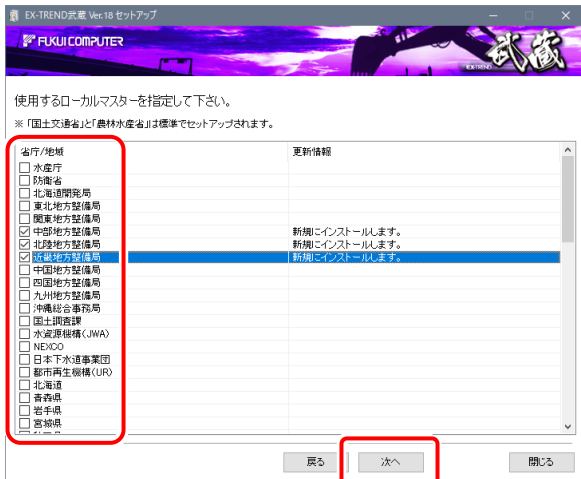 EX-TREND武蔵 Ver.18 セットアップ
FUKUI COMPUTER
EX-TREND 武蔵
使用するローカルマスターを指定して下さい。
※「国土交通省」と「農林水産省」は標準でセットアップされます。
省庁/地域 更新情報
水産庁
防衛省
北海道開発局
東北地方整備局
関東地方整備局
中部地方整備局 新規にインストールします。
北陸地方整備局 新規にインストールします。
近畿地方整備局 新規にインストールします。
中国地方整備局
四国地方整備局
九州地方整備局
沖縄総合事務局
国土調査課
水資源機構(JWA)
NEXCO
日本下水道事業団
都市再生機構(UR)
北海道
青森県
岩手県
宮城県
戻る 次へ 閉じる